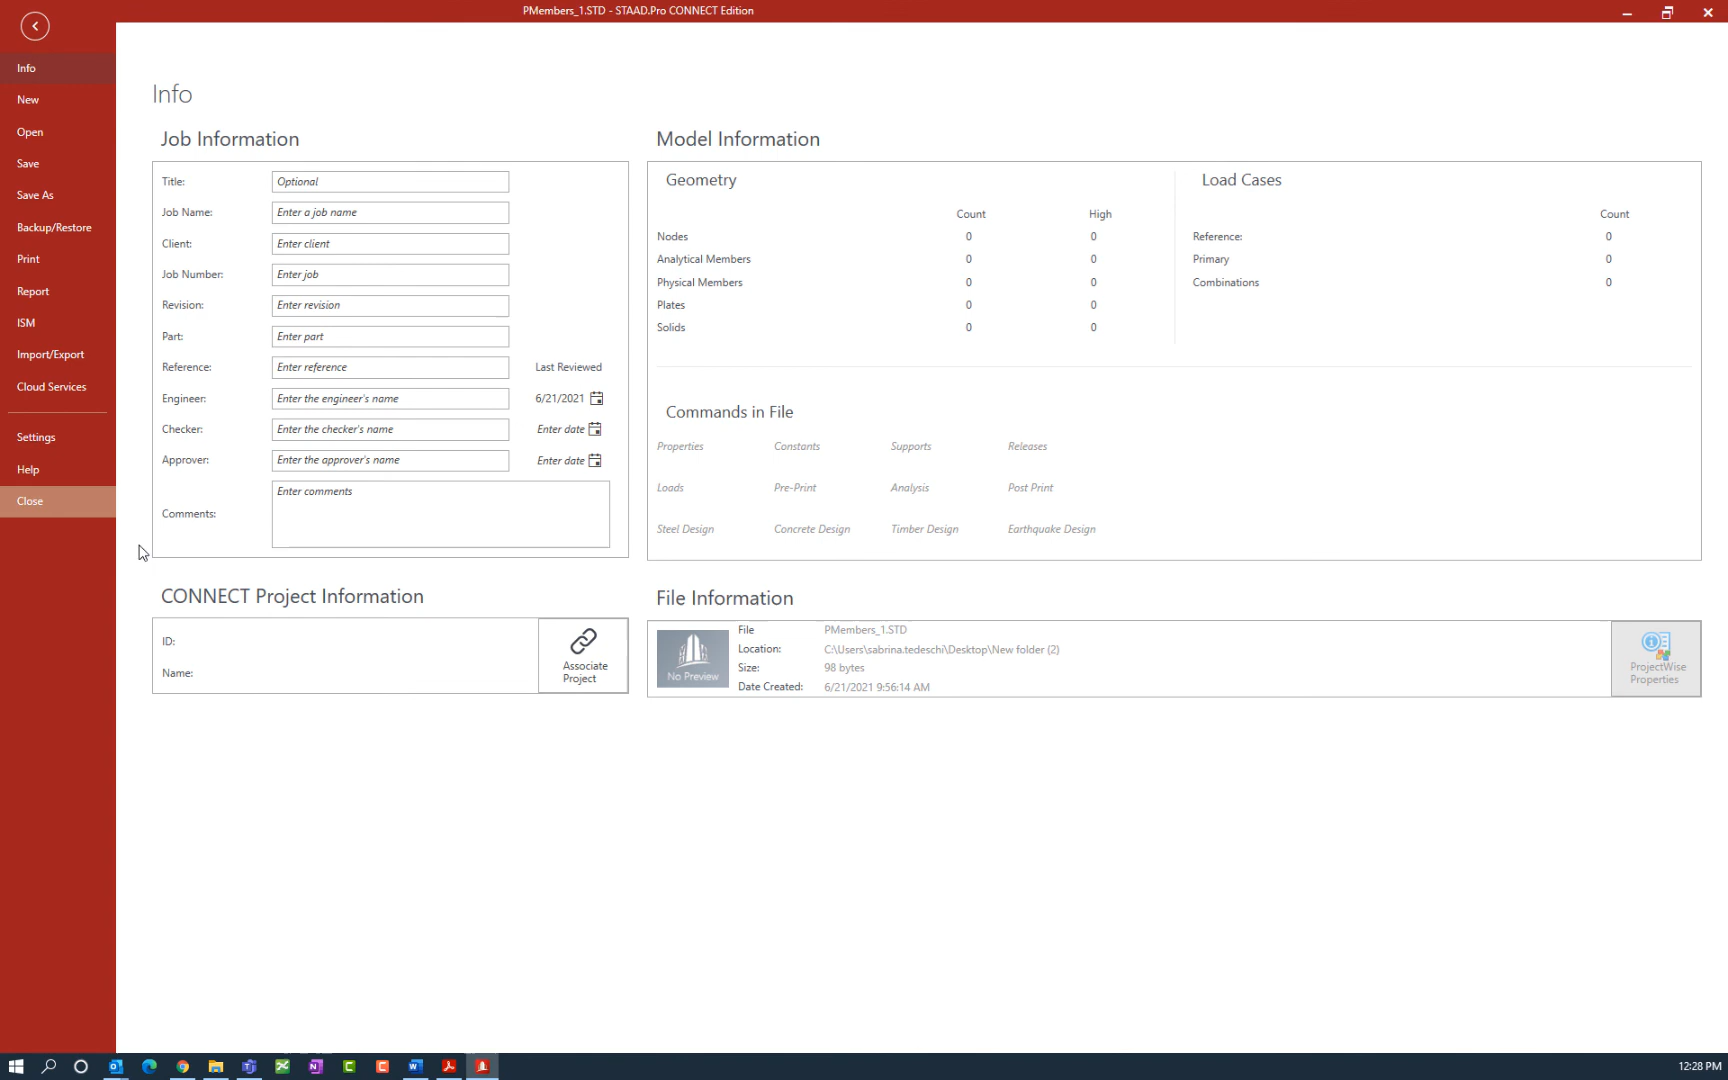 PMembers_1.STD - STAAD.Pro CONNECT Edition
Info
New
Open
Save
Save As
Backup/Restore
Print
Report
ISM
Import/Export
Cloud Services
Settings
Help
Close
Info
Job Information
Title: Optional
Job Name: Enter a job name
Client: Enter client
Job Number: Enter job
Revision: Enter revision
Part: Enter part
Reference: Enter reference Last Reviewed
Engineer: Enter the engineer's name 6/21/2021
Checker: Enter the checker's name Enter date
Approver: Enter the approver's name Enter date
Comments: Enter comments
Model Information
Geometry
Count High
Nodes 0 0
Analytical Members 0 0
Physical Members 0 0
Plates 0 0
Solids 0 0
Load Cases
Count
Reference: 0
Primary 0
Combinations 0
Commands in File
Properties Constants Supports Releases
Loads Pre-Print Analysis Post Print
Steel Design Concrete Design Timber Design Earthquake Design
CONNECT Project Information
ID:
Name:
Associate
Project
File Information
No Preview
File PMembers_1.STD
Location: C:\Users\sabrina.tedeschi\Desktop\New folder (2)
Size: 98 bytes
Date Created: 6/21/2021 9:56:14 AM
ProjectWise
Properties
12:28 PM